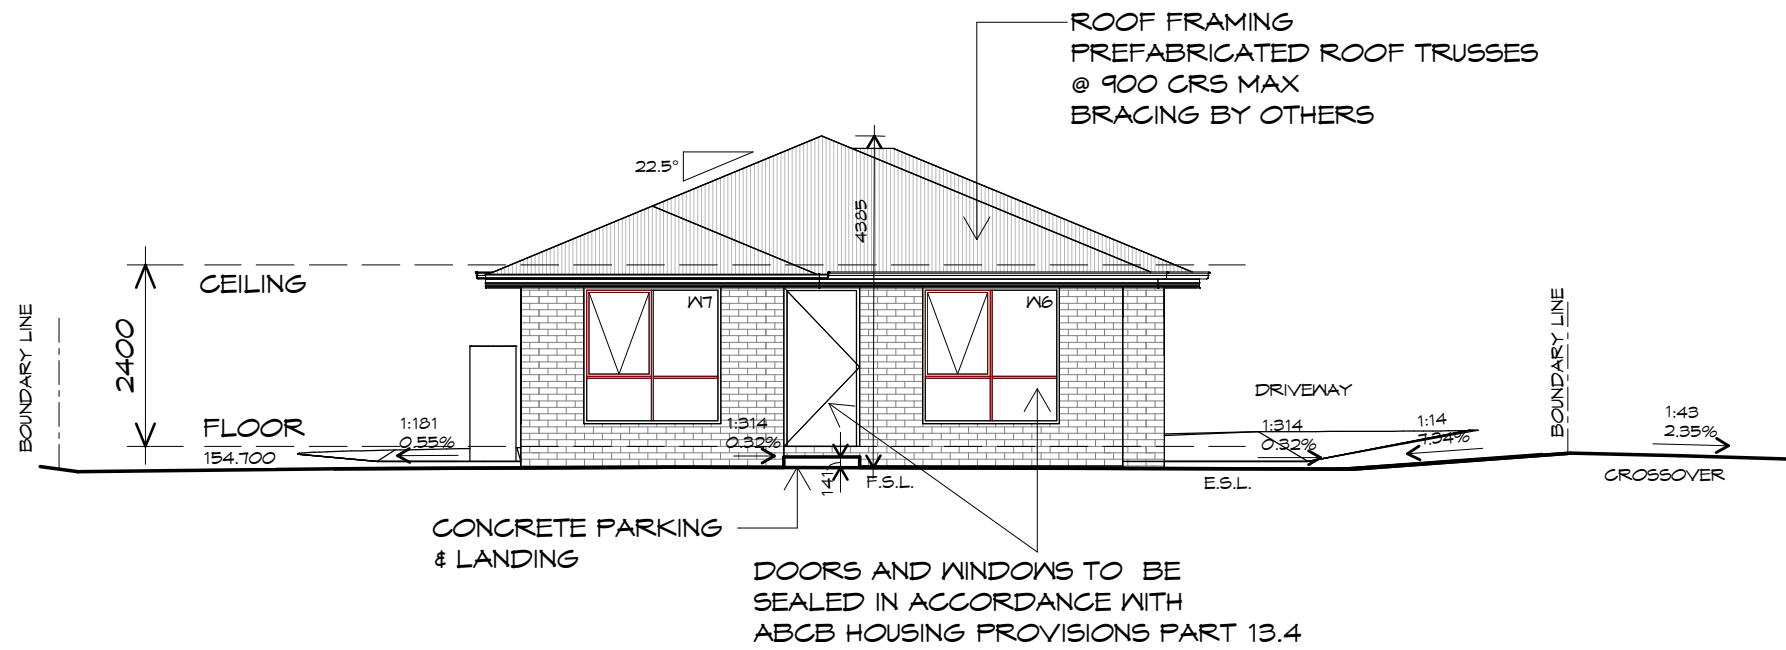 ROOF FRAMING
PREFABRICATED ROOF TRUSSES
@ 900 CRS MAX
BRACING BY OTHERS
22.5°
4385
CEILING
2400
BOUNDARY LINE
W7
W6
BOUNDARY LINE
DRIVEWAY
FLOOR
154.700
1:181
0.55%
1:314
0.32%
1:314
0.32%
1:14
7.34%
1:43
2.35%
CROSSOVER
141
F.S.L.
E.S.L.
CONCRETE PARKING
& LANDING
DOORS AND WINDOWS TO BE
SEALED IN ACCORDANCE WITH
ABCB HOUSING PROVISIONS PART 13.4